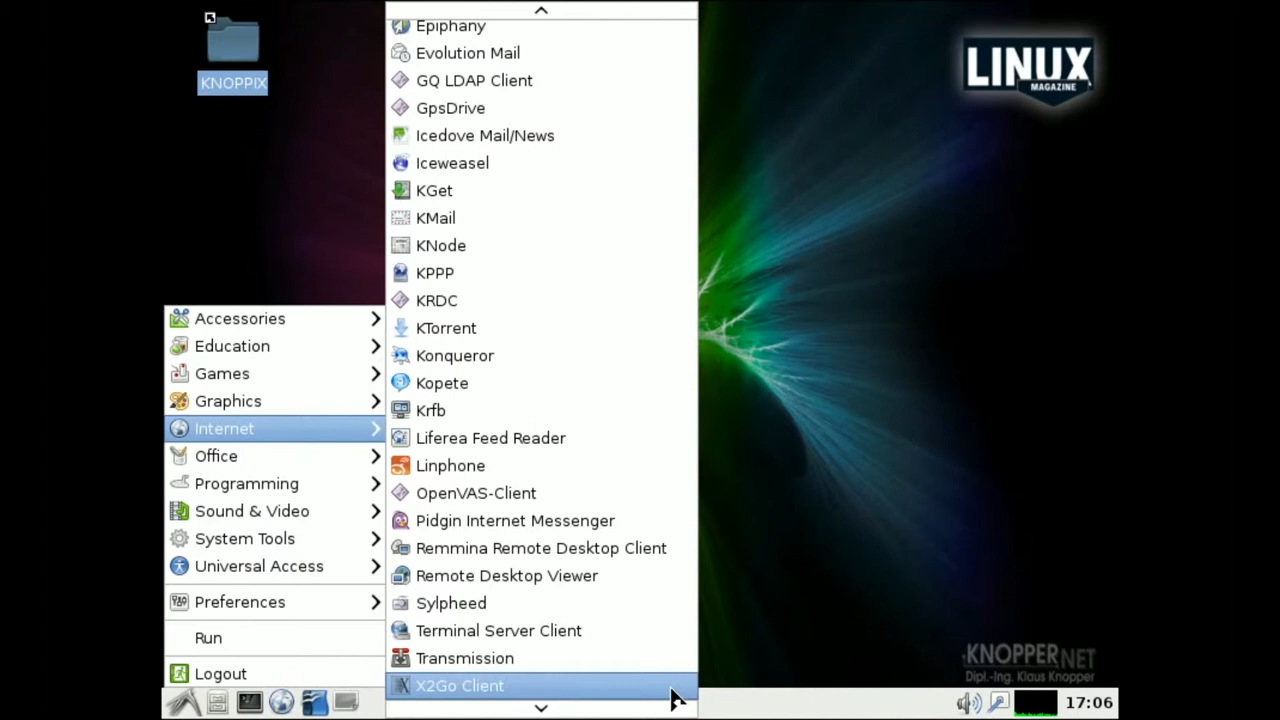 KNOPPIX
LINUX
MAGAZINE
Epiphany
Evolution Mail
GQ LDAP Client
GpsDrive
Icedove Mail/News
Iceweasel
KGet
KMail
KNode
KPPP
KRDC
KTorrent
Konqueror
Kopete
Krfb
Liferea Feed Reader
Linphone
OpenVAS-Client
Pidgin Internet Messenger
Remmina Remote Desktop Client
Remote Desktop Viewer
Sylpheed
Terminal Server Client
Transmission
X2Go Client
Accessories
Education
Games
Graphics
Internet
Office
Programming
Sound & Video
System Tools
Universal Access
Preferences
Run
Logout
KNOPPER.NET
Dipl.-Ing. Klaus Knopper
17:06